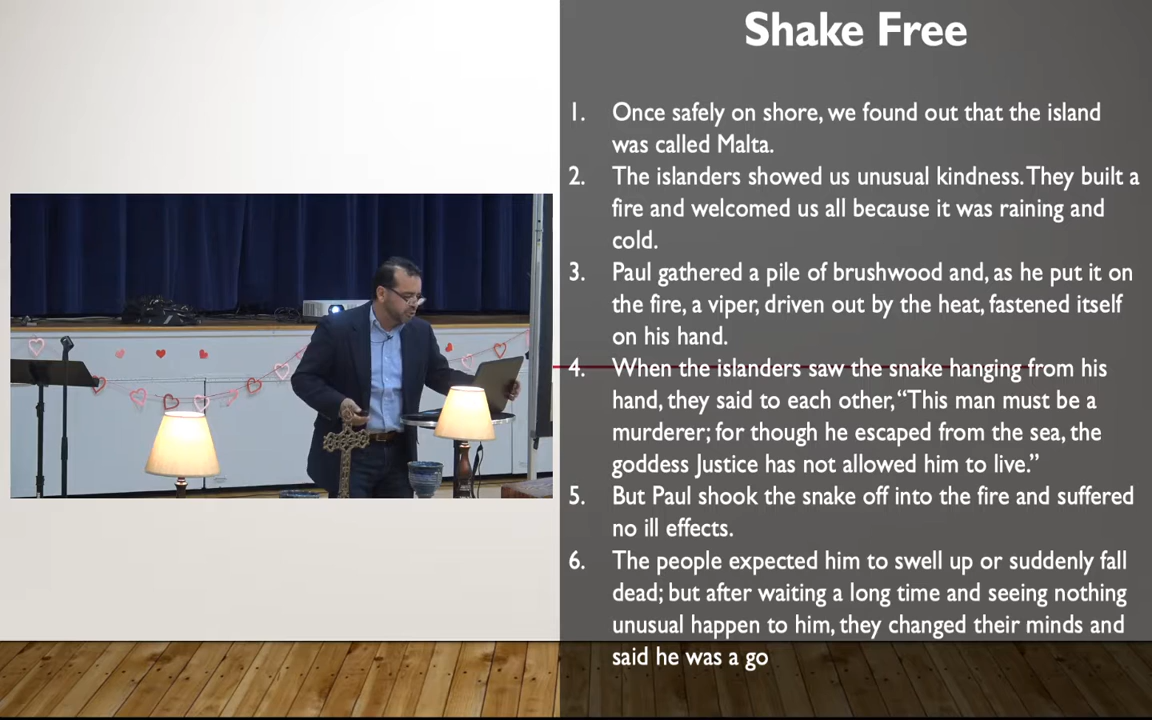 Shake Free
1. Once safely on shore, we found out that the island
was called Malta.
2. The islanders showed us unusual kindness. They built a
fire and welcomed us all because it was raining and
cold.
3. Paul gathered a pile of brushwood and, as he put it on
the fire, a viper, driven out by the heat, fastened itself
on his hand.
4. When the islanders saw the snake hanging from his
hand, they said to each other, “This man must be a
murderer; for though he escaped from the sea, the
goddess Justice has not allowed him to live.”
5. But Paul shook the snake off into the fire and suffered
no ill effects.
6. The people expected him to swell up or suddenly fall
dead; but after waiting a long time and seeing nothing
unusual happen to him, they changed their minds and
said he was a go